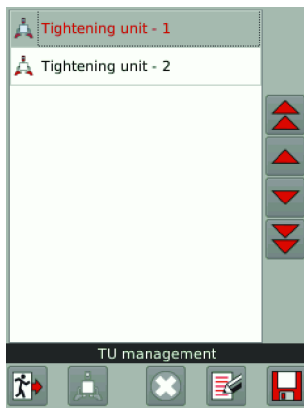 Tightening unit - 1
Tightening unit - 2
TU management